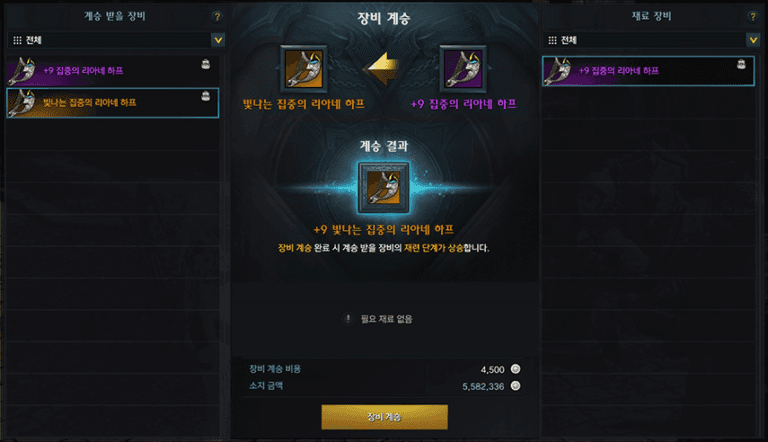 계승 받을 장비
?
전체
+9 집중의 리아네 하프
빛나는 집중의 리아네 하프
장비 계승
빛나는 집중의 리아네 하프
+9 집중의 리아네 하프
계승 결과
+9 빛나는 집중의 리아네 하프
장비 계승 완료 시 계승 받을 장비의 재련 단계가 상승합니다.
! 필요 재료 없음
장비 계승 비용 4,500
소지 금액 5,582,336
장비 계승
재료 장비
?
전체
+9 집중의 리아네 하프